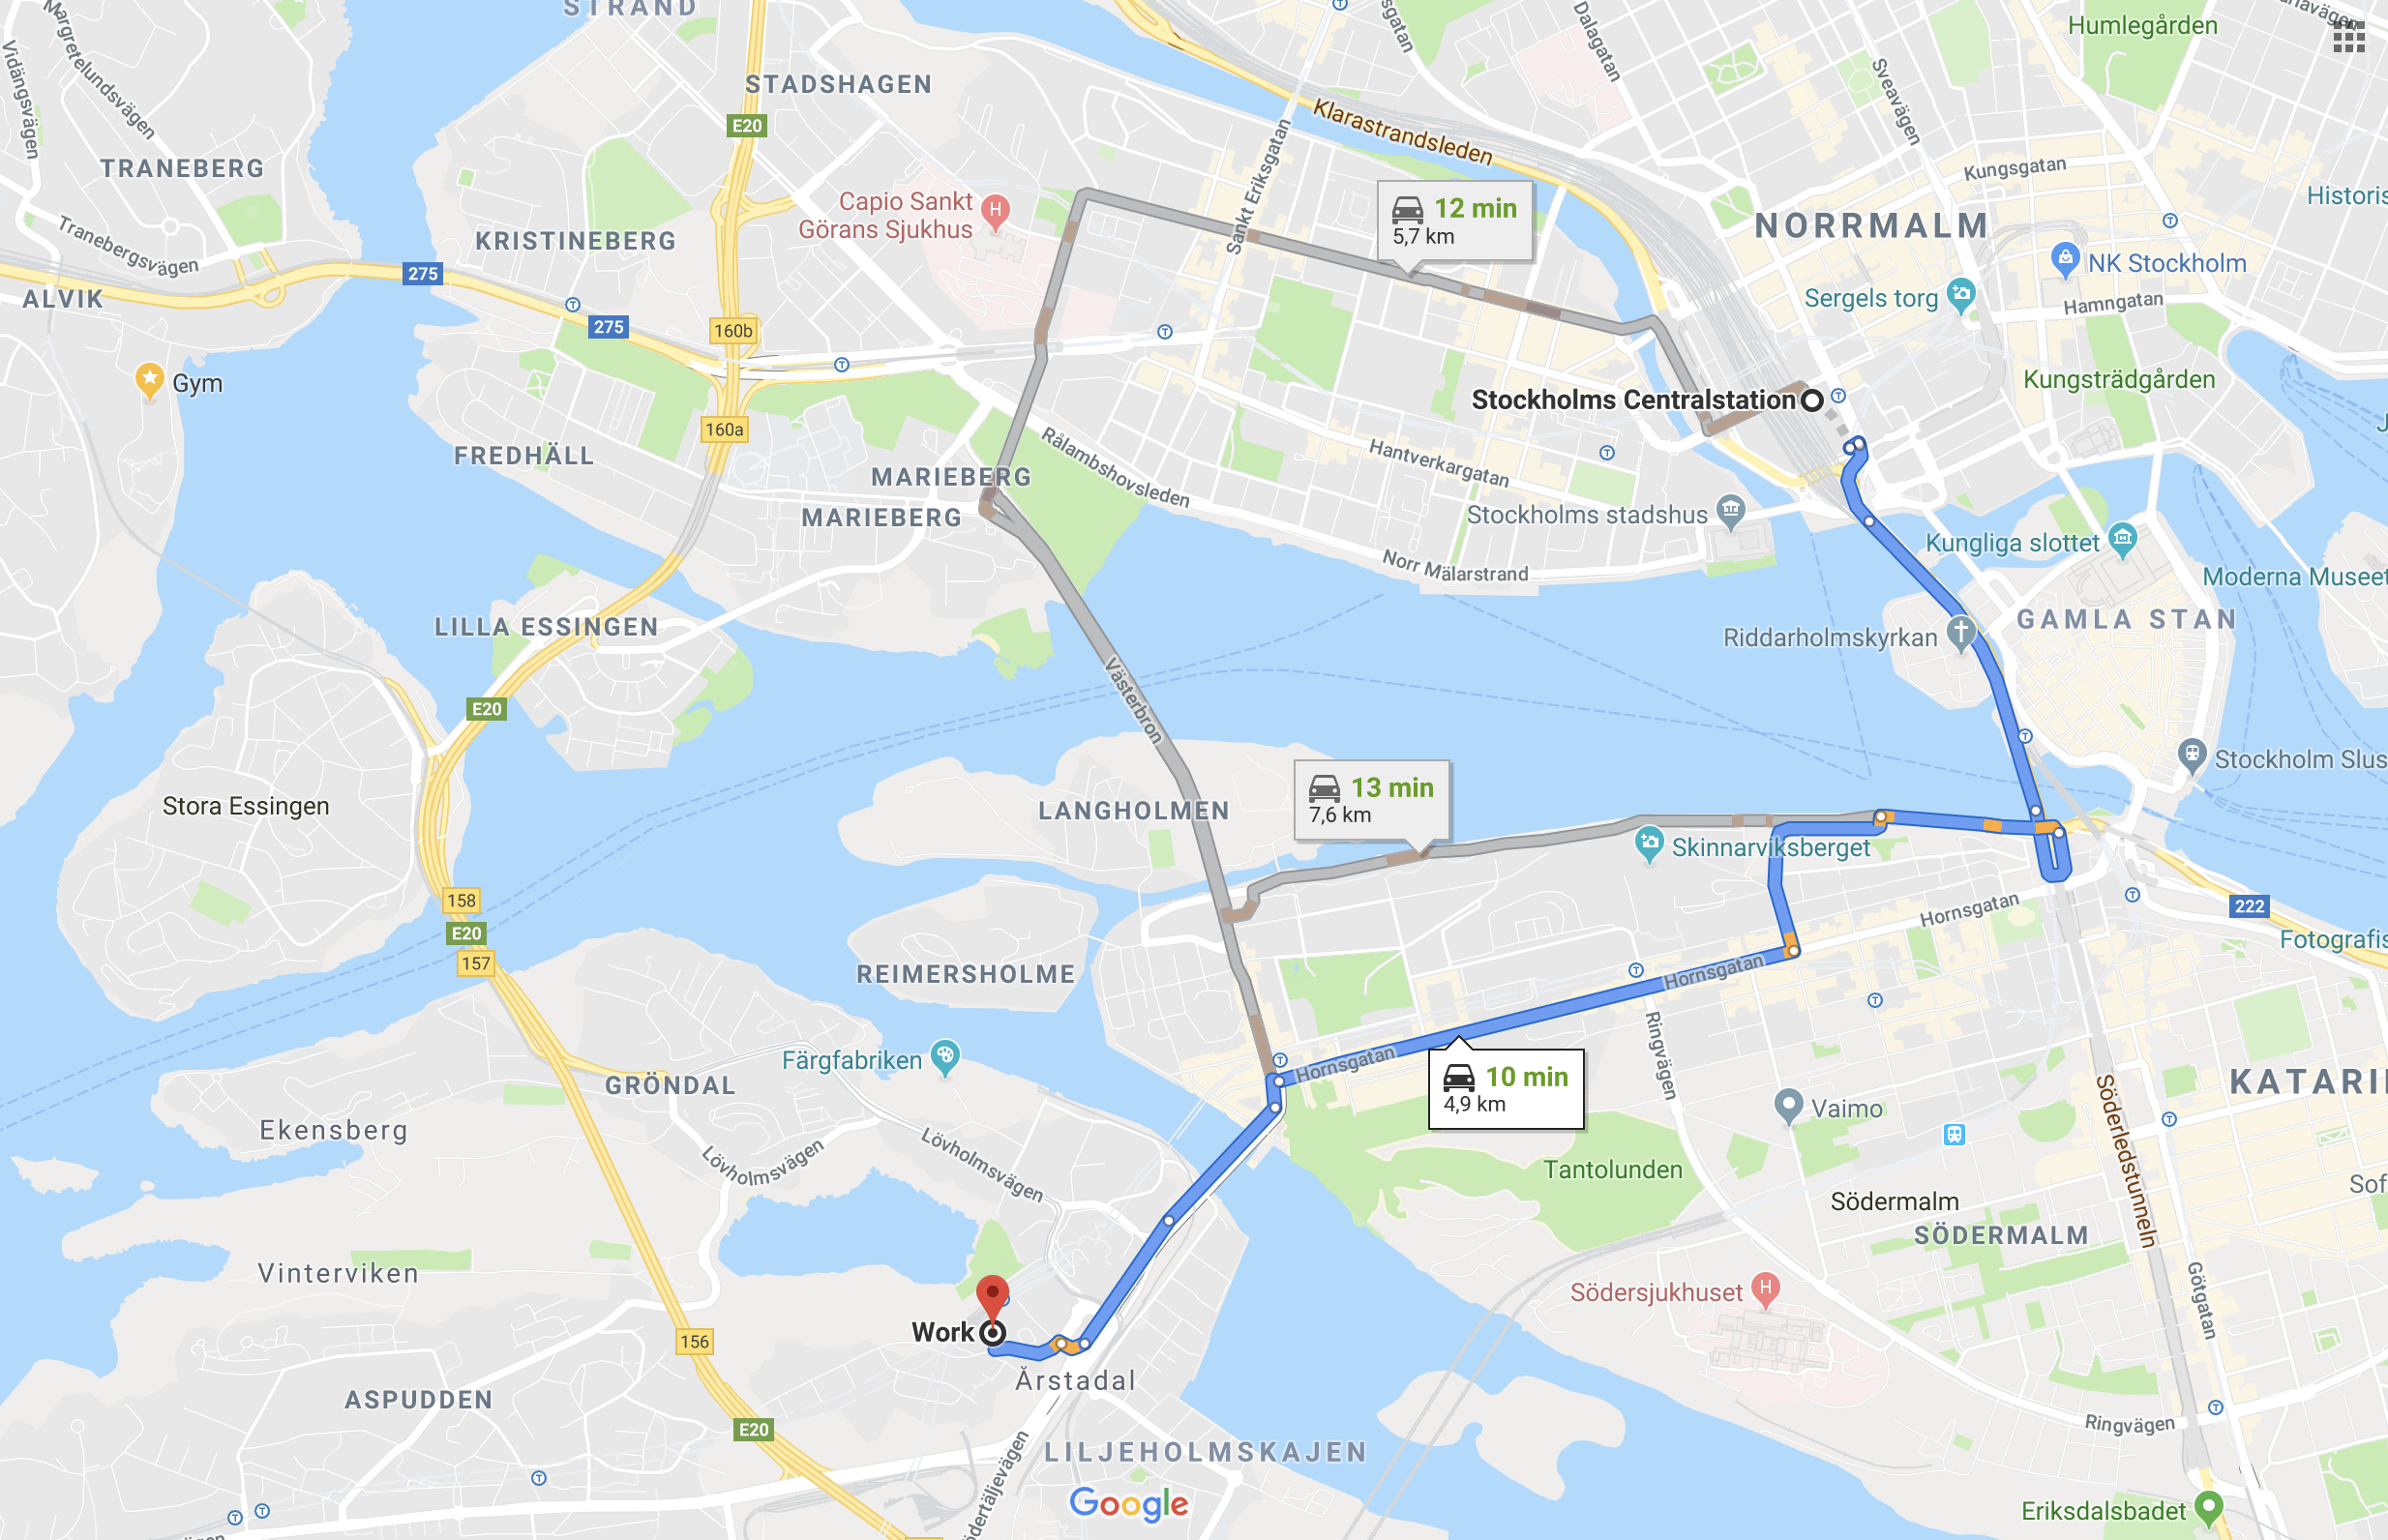 STRAND
Humlegården
Margretelundsvägen
Vidängsvägen
sgatan
Dalagatan
Sveavägen
STADSHAGEN
E20
Klarastrandsleden
TRANEBERG
Kungsgatan
Capio Sankt
Görans Sjukhus
H
Sankt Eriksgatan
12 min
5,7 km
NORRMALM
Historis
Tranebergsvägen
KRISTINEBERG
NK Stockholm
275
ALVIK
Sergels torg
Hamngatan
275
160b
Gym
Kungsträdgården
Stockholms Centralstation
160a
FREDHÄLL
Rålambshovsleden
Hantverkargatan
MARIEBERG
MARIEBERG
Stockholms stadshus
Kungliga slottet
Norr Mälarstrand
Moderna Museet
LILLA ESSINGEN
GAMLA STAN
Riddarholmskyrkan
Västerbron
E20
Stockholm Slus
13 min
7,6 km
Stora Essingen
LANGHOLMEN
Skinnarviksberget
158
E20
157
Hornsgatan
222
Fotografis
REIMERSHOLME
Hornsgatan
Ringvägen
Färgfabriken
Hornsgatan
GRÖNDAL
10 min
4,9 km
KATARI
Vaimo
Ekensberg
Lövholmsvägen
Lövholmsvägen
Tantolunden
Söderledstunneln
Sof
Södermalm
SÖDERMALM
Vinterviken
Södersjukhuset
H
Götgatan
Work
156
Årstadal
ASPUDDEN
E20
Ringvägen
LILJEHOLMSKAJEN
ödertäljevägen
Google
Eriksdalsbadet